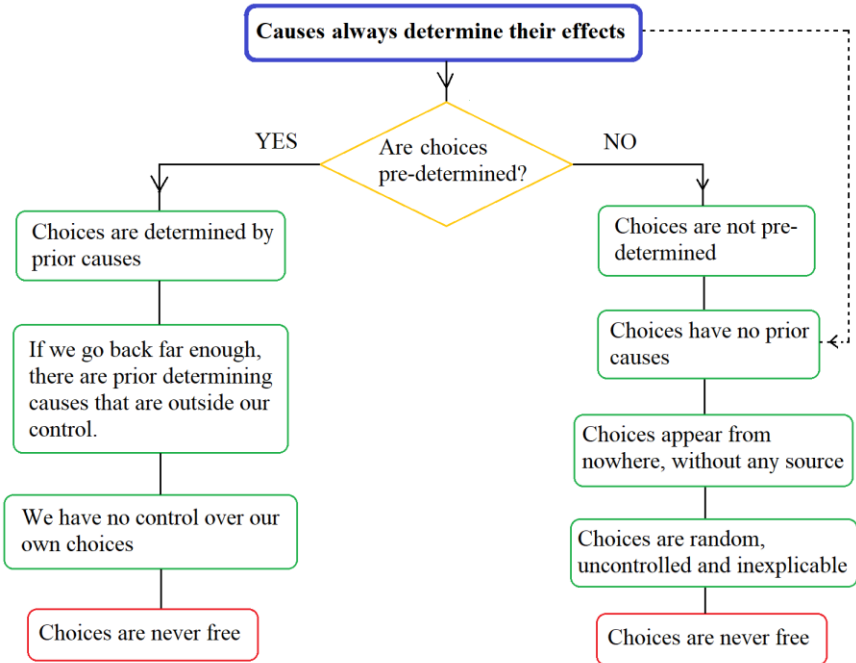 Causes always determine their effects
YES
Are choices
pre-determined?
NO
Choices are determined by
prior causes
If we go back far enough,
there are prior determining
causes that are outside our
control.
We have no control over our
own choices
Choices are never free
Choices are not pre-
determined
Choices have no prior
causes
Choices appear from
nowhere, without any source
Choices are random,
uncontrolled and inexplicable
Choices are never free